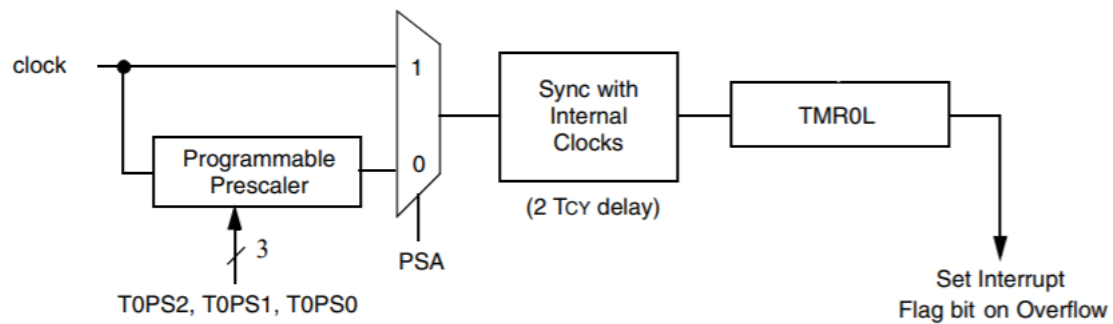 clock
1
0
Programmable
Prescaler
3
T0PS2, T0PS1, T0PS0
PSA
Sync with
Internal
Clocks
(2 TCY delay)
TMR0L
Set Interrupt
Flag bit on Overflow